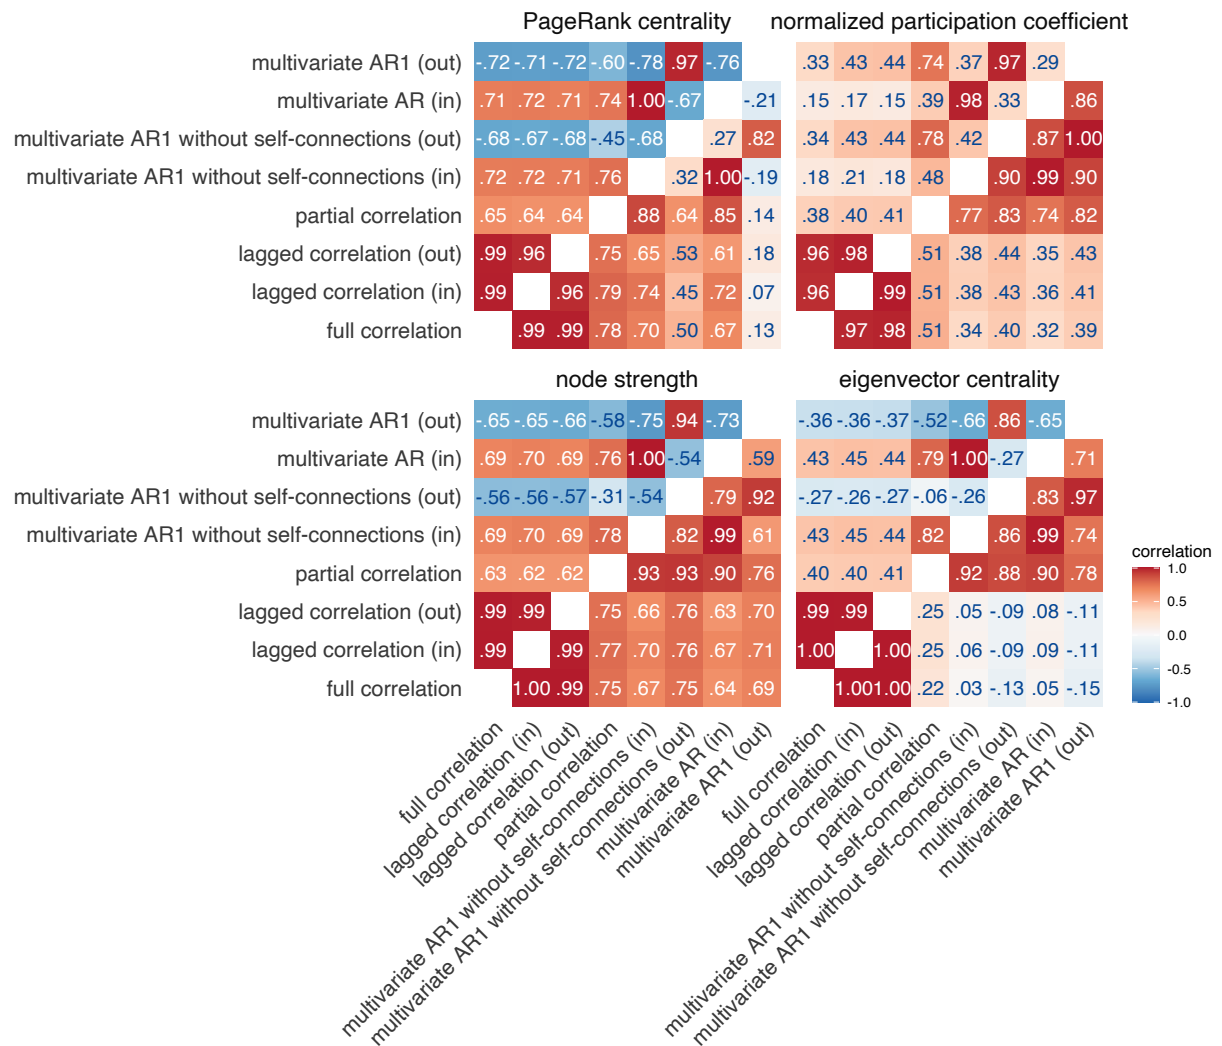 PageRank centrality normalized participation coefficient
multivariate AR1 (out) -.72 -.71 -.72 -.60 -.78 .97 -.76 .33 .43 .44 .74 .37 .97 .29
multivariate AR (in) .71 .72 .71 .74 1.00 -.67 -.21 .15 .17 .15 .39 .98 .33 .86
multivariate AR1 without self-connections (out) -.68 -.67 -.68 -.45 -.68 .27 .82 .34 .43 .44 .78 .42 .87 1.00
multivariate AR1 without self-connections (in) .72 .72 .71 .76 .32 1.00 -.19 .18 .21 .18 .48 .90 .99 .90
partial correlation .65 .64 .64 .88 .64 .85 .14 .38 .40 .41 .77 .83 .74 .82
lagged correlation (out) .99 .96 .75 .65 .53 .61 .18 .96 .98 .51 .38 .44 .35 .43
lagged correlation (in) .99 .96 .79 .74 .45 .72 .07 .96 .99 .51 .38 .43 .36 .41
full correlation .99 .99 .78 .70 .50 .67 .13 .97 .98 .51 .34 .40 .32 .39
node strength eigenvector centrality
multivariate AR1 (out) -.65 -.65 -.66 -.58 -.75 .94 -.73 -.36 -.36 -.37 -.52 -.66 .86 -.65
multivariate AR (in) .69 .70 .69 .76 1.00 -.54 .59 .43 .45 .44 .79 1.00 -.27 .71
multivariate AR1 without self-connections (out) -.56 -.56 -.57 -.31 -.54 .79 .92 -.27 -.26 -.27 -.06 -.26 .83 .97
multivariate AR1 without self-connections (in) .69 .70 .69 .78 .82 .99 .61 .43 .45 .44 .82 .86 .99 .74
partial correlation .63 .62 .62 .93 .93 .90 .76 .40 .40 .41 .92 .88 .90 .78
lagged correlation (out) .99 .99 .75 .66 .76 .63 .70 .99 .99 .25 .05 -.09 .08 -.11
lagged correlation (in) .99 .99 .77 .70 .76 .67 .71 1.00 1.00 .25 .06 -.09 .09 -.11
full correlation 1.00 .99 .75 .67 .75 .64 .69 1.00 1.00 .22 .03 -.13 .05 -.15
correlation
1.0
0.5
0.0
-0.5
-1.0
full correlation
lagged correlation (in)
lagged correlation (out)
partial correlation
multivariate AR1 without self-connections (in)
multivariate AR1 without self-connections (out)
multivariate AR (in)
multivariate AR1 (out)
full correlation
lagged correlation (in)
lagged correlation (out)
partial correlation
multivariate AR1 without self-connections (in)
multivariate AR1 without self-connections (out)
multivariate AR (in)
multivariate AR1 (out)